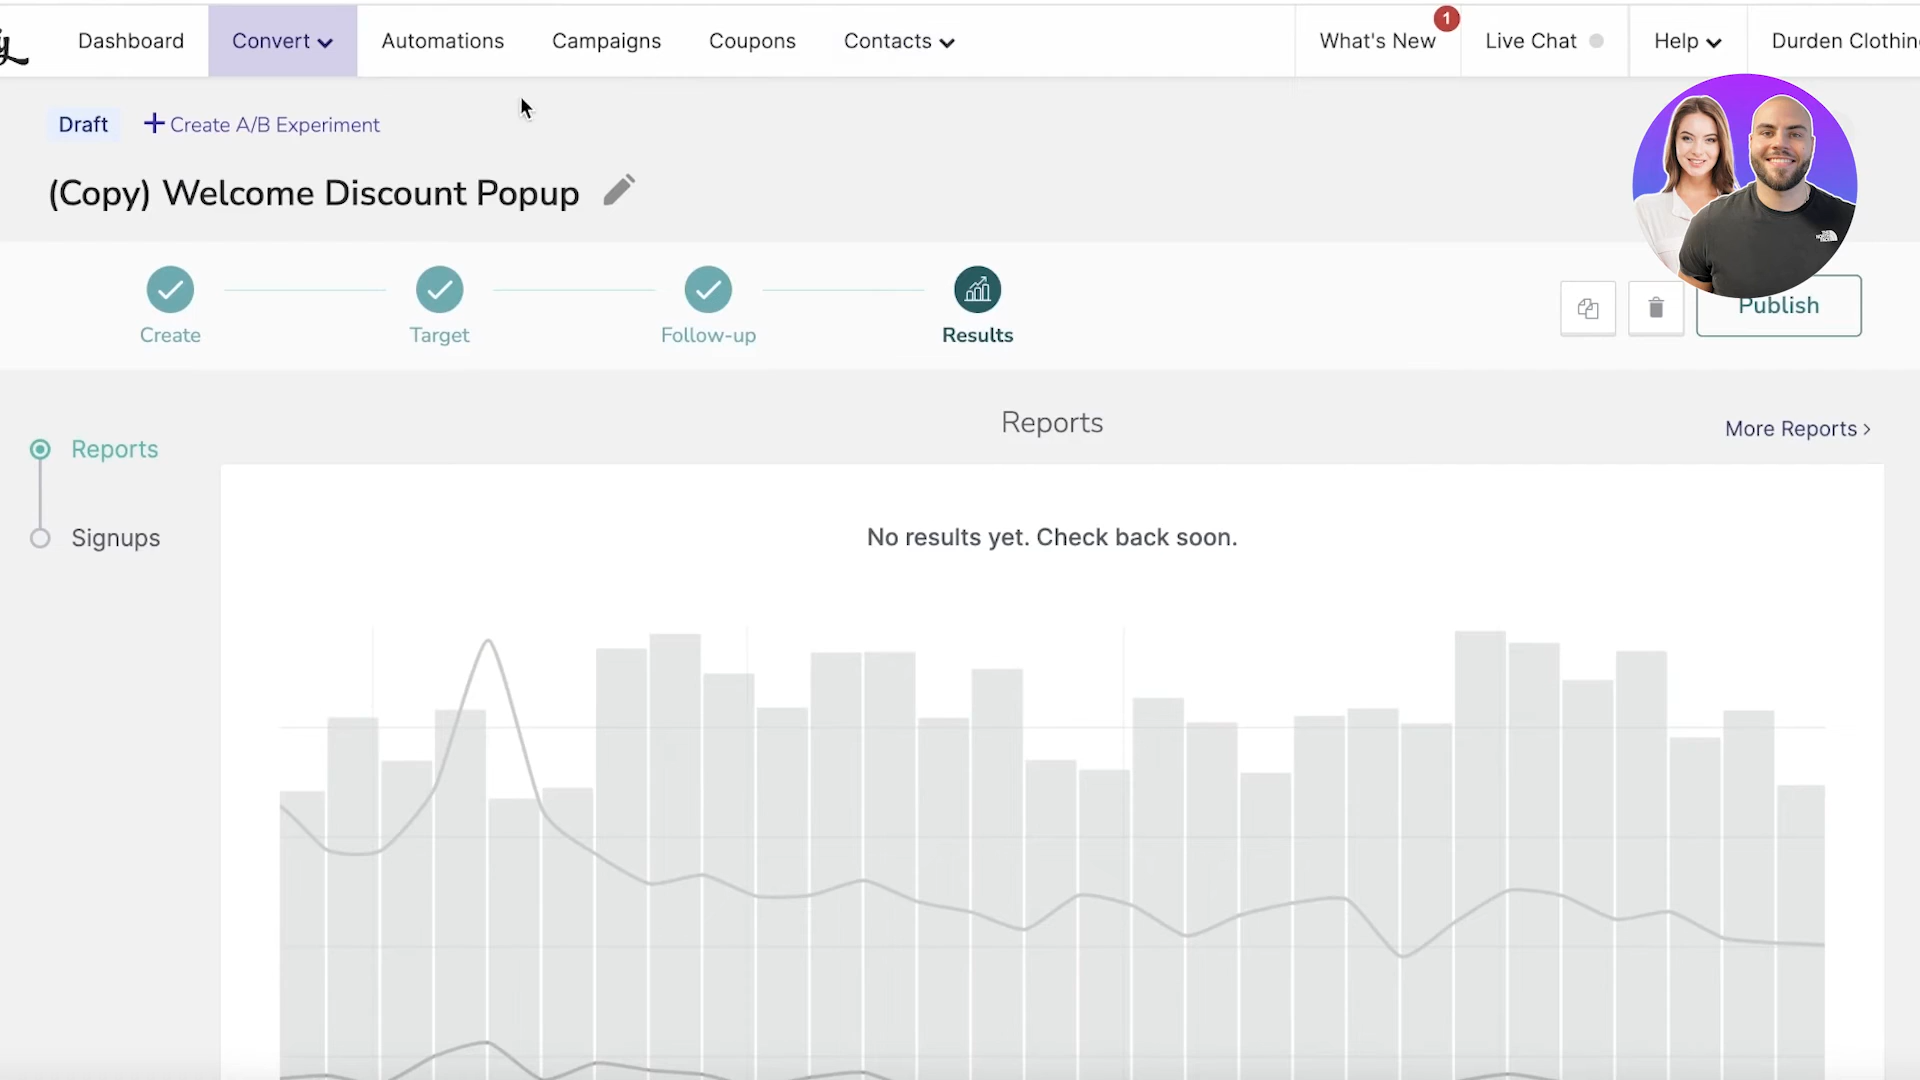 Dashboard
Convert
Automations
Campaigns
Coupons
Contacts
What's New
1
Live Chat
Help
Durden Clothin
Draft
+ Create A/B Experiment
(Copy) Welcome Discount Popup
Create
Target
Follow-up
Results
Publish
Reports
More Reports >
Reports
Signups
No results yet. Check back soon.